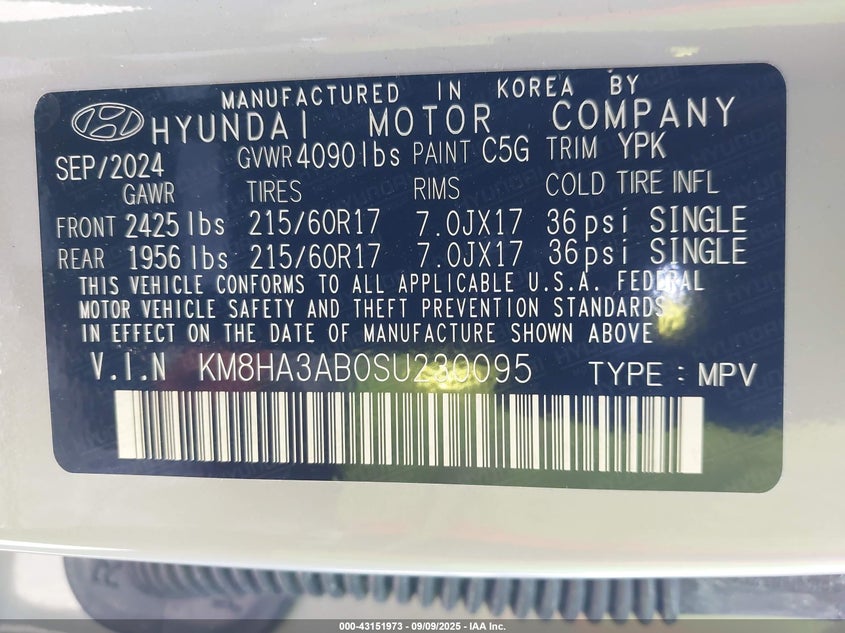 MANUFACTURED IN KOREA BY
HYUNDAI MOTOR COMPANY
SEP/2024 GVWR 4090 lbs PAINT C5G TRIM YPK
GAWR TIRES RIMS COLD TIRE INFL
FRONT 2425 lbs 215/60R17 7.0JX17 36 psi SINGLE
REAR 1956 lbs 215/60R17 7.0JX17 36 psi SINGLE
THIS VEHICLE CONFORMS TO ALL APPLICABLE U.S.A. FEDERAL
MOTOR VEHICLE SAFETY AND THEFT PREVENTION STANDARDS
IN EFFECT ON THE DATE OF MANUFACTURE SHOWN ABOVE
V.I.N KM8HA3AB0SU230095 TYPE : MPV
000-43151973 - 09/09/2025 - IAA Inc.